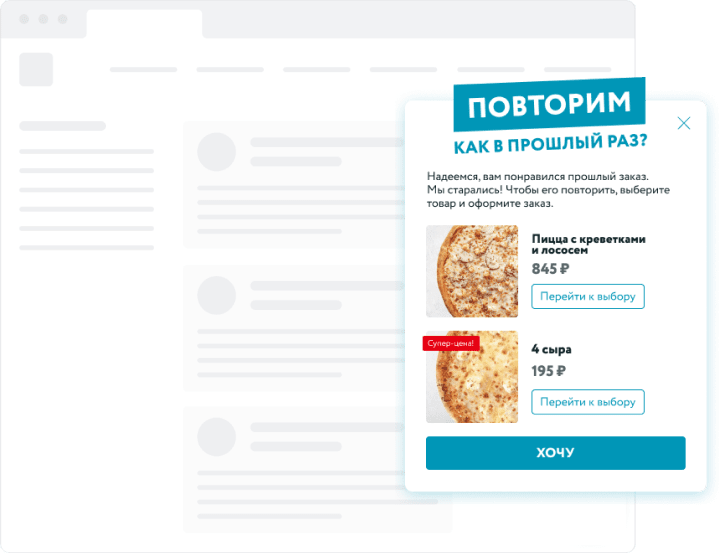 ПОВТОРИМ
КАК В ПРОШЛЫЙ РАЗ?
Надеемся, вам понравился прошлый заказ.
Мы старались! Чтобы его повторить, выберите
товар и оформите заказ.
Пицца с креветками
и лососем
845 ₽
Перейти к выбору
Супер-цена!
4 сыра
195 ₽
Перейти к выбору
ХОЧУ